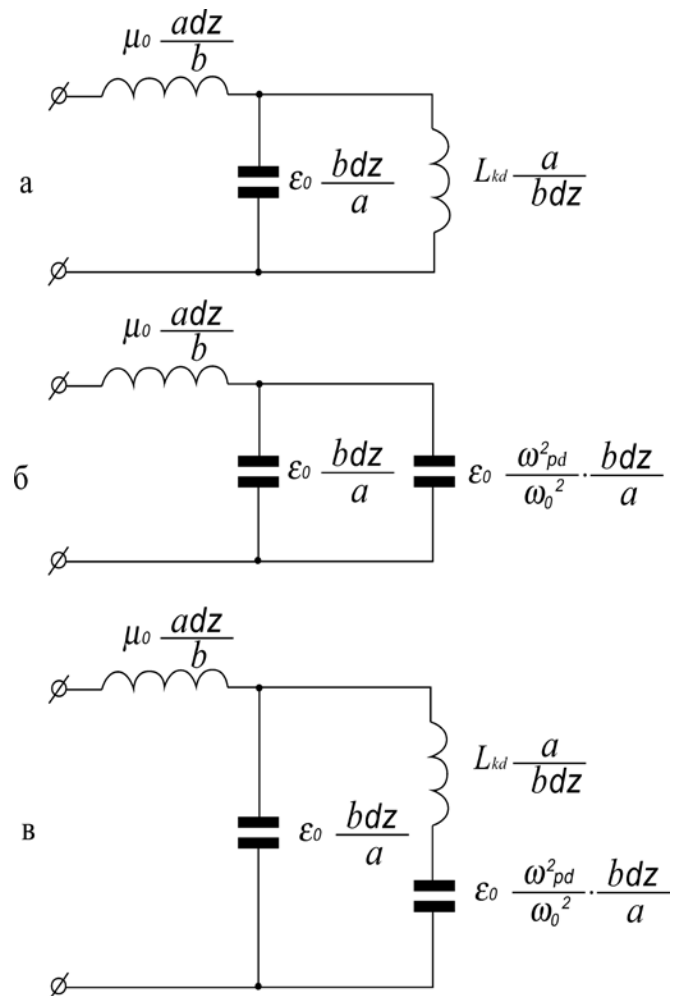 μ₀ adz/b
ε₀ bdz/a
L_kd a/bdz
а
μ₀ adz/b
ε₀ bdz/a
ε₀ ω²_pd/ω₀² · bdz/a
б
μ₀ adz/b
L_kd a/bdz
ε₀ bdz/a
в
ε₀ ω²_pd/ω₀² · bdz/a